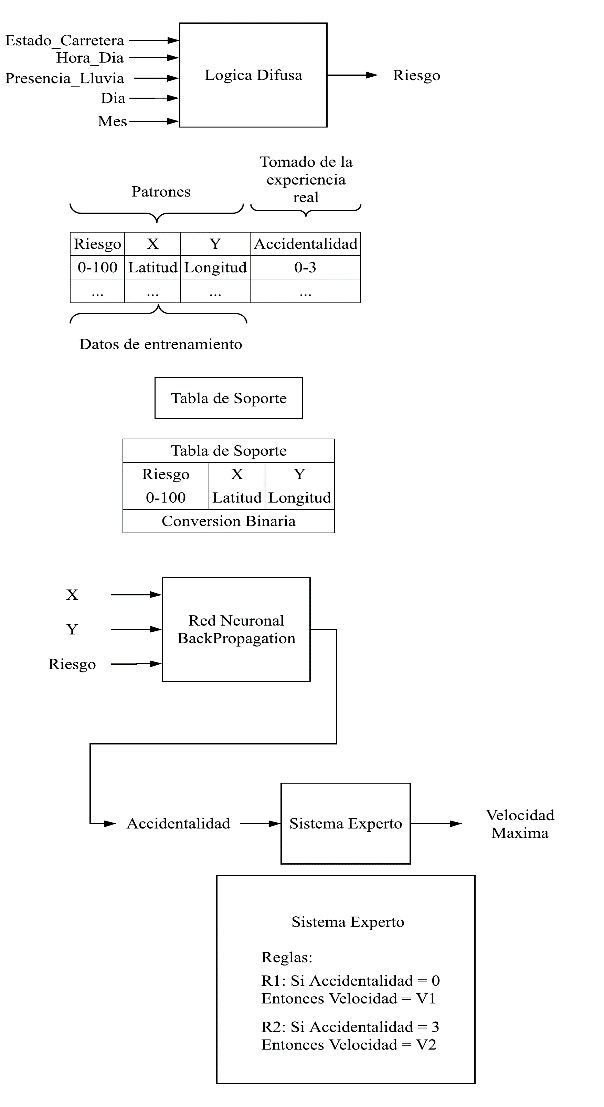 Estado_Carretera
Hora_Dia
Presencia_Lluvia
Dia
Mes
Logica Difusa
Riesgo
Patrones
Tomado de la
experiencia
real
Riesgo X Y Accidentalidad
0-100 Latitud Longitud 0-3
... ... ... ...
Datos de entrenamiento
Tabla de Soporte
Tabla de Soporte
Riesgo X Y
0-100 Latitud Longitud
Conversion Binaria
X
Y
Riesgo
Red Neuronal
BackPropagation
Accidentalidad
Sistema Experto
Velocidad
Maxima
Sistema Experto
Reglas:
R1: Si Accidentalidad = 0
Entonces Velocidad = V1
R2: Si Accidentalidad = 3
Entonces Velocidad = V2